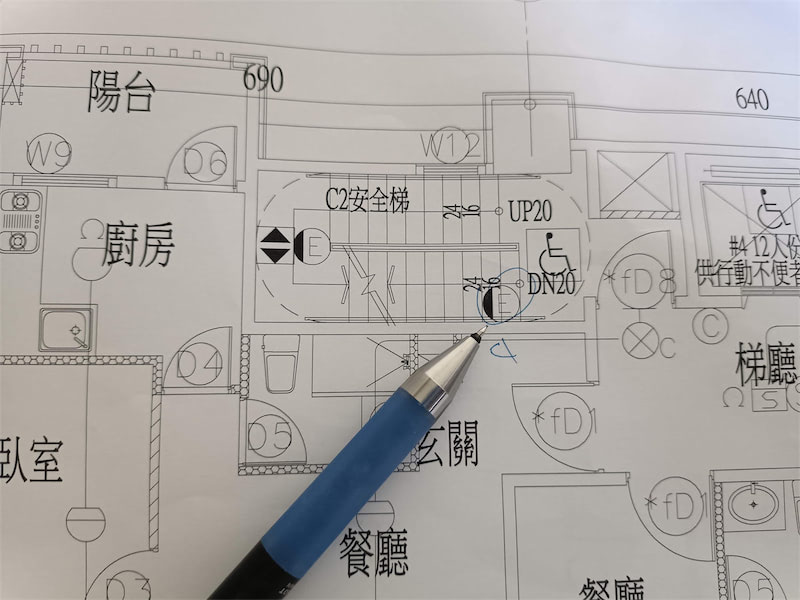 690
陽台
640
W9
D6
W12
C2安全梯
24
16
UP20
廚房
E
#4 12人份
供行動不便者
24
16
DN20
E
*fD8
C
C
D4
梯廳
D5
玄關
*fD1
S
臥室
*fD1
餐廳
D3
餐廳
D5